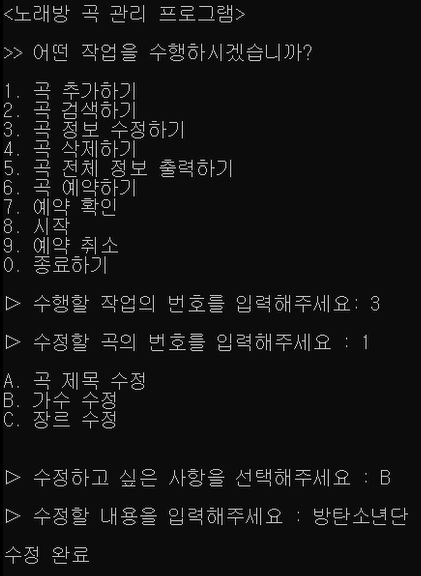 <노래방 곡 관리 프로그램>
>> 어떤 작업을 수행하시겠습니까?
1. 곡 추가하기
2. 곡 검색하기
3. 곡 정보 수정하기
4. 곡 삭제하기
5. 곡 전체 정보 출력하기
6. 곡 예약하기
7. 예약 확인
8. 시작
9. 예약 취소
0. 종료하기
▷ 수행할 작업의 번호를 입력해주세요: 3
▷ 수정할 곡의 번호를 입력해주세요 : 1
A. 곡 제목 수정
B. 가수 수정
C. 장르 수정
▷ 수정하고 싶은 사항을 선택해주세요 : B
▷ 수정할 내용을 입력해주세요 : 방탄소년단
수정 완료